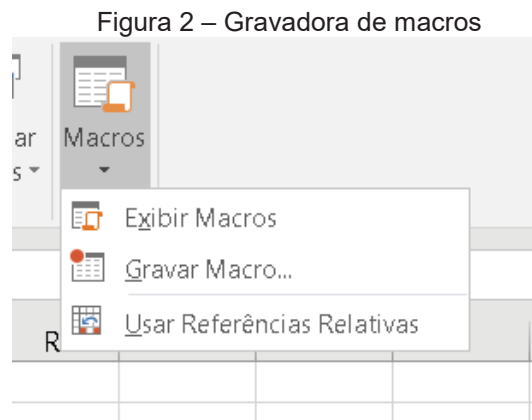 Figura 2 – Gravadora de macros
ar
Macros
s
Exibir Macros
Gravar Macro...
Usar Referências Relativas
R